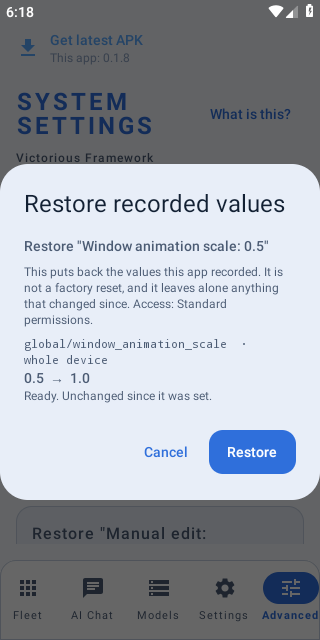 6:18
Get latest APK
This app: 0.1.8
SYSTEM
SETTINGS
What is this?
Victorious Framework
Restore recorded values
Restore "Window animation scale: 0.5"
This puts back the values this app recorded. It is
not a factory reset, and it leaves alone anything
that changed since. Access: Standard
permissions.
global/window_animation_scale ·
whole device
0.5 → 1.0
Ready. Unchanged since it was set.
Cancel
Restore
Restore "Manual edit:
Fleet
AI Chat
Models
Settings
Advanced